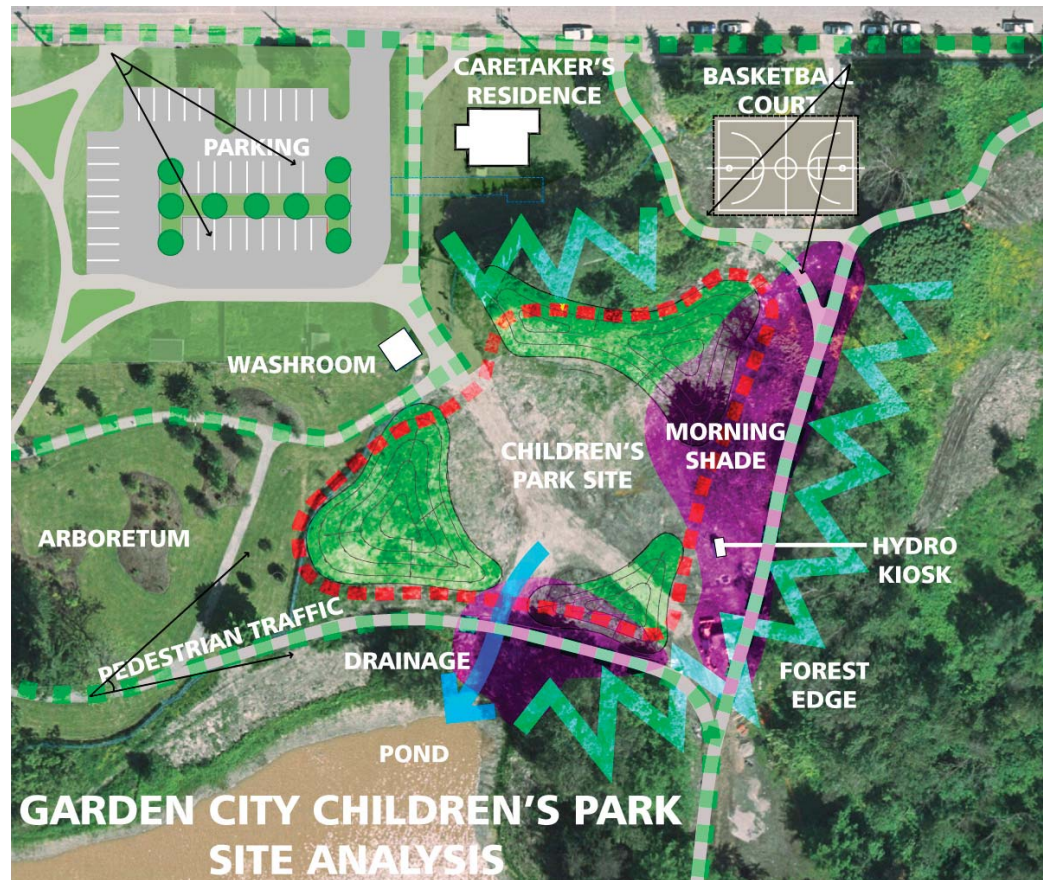 CARETAKER'S
RESIDENCE
BASKETBALL
COURT
PARKING
WASHROOM
CHILDREN'S
PARK SITE
MORNING
SHADE
ARBORETUM
HYDRO
KIOSK
PEDESTRIAN TRAFFIC
DRAINAGE
FOREST
EDGE
POND
GARDEN CITY CHILDREN'S PARK
SITE ANALYSIS